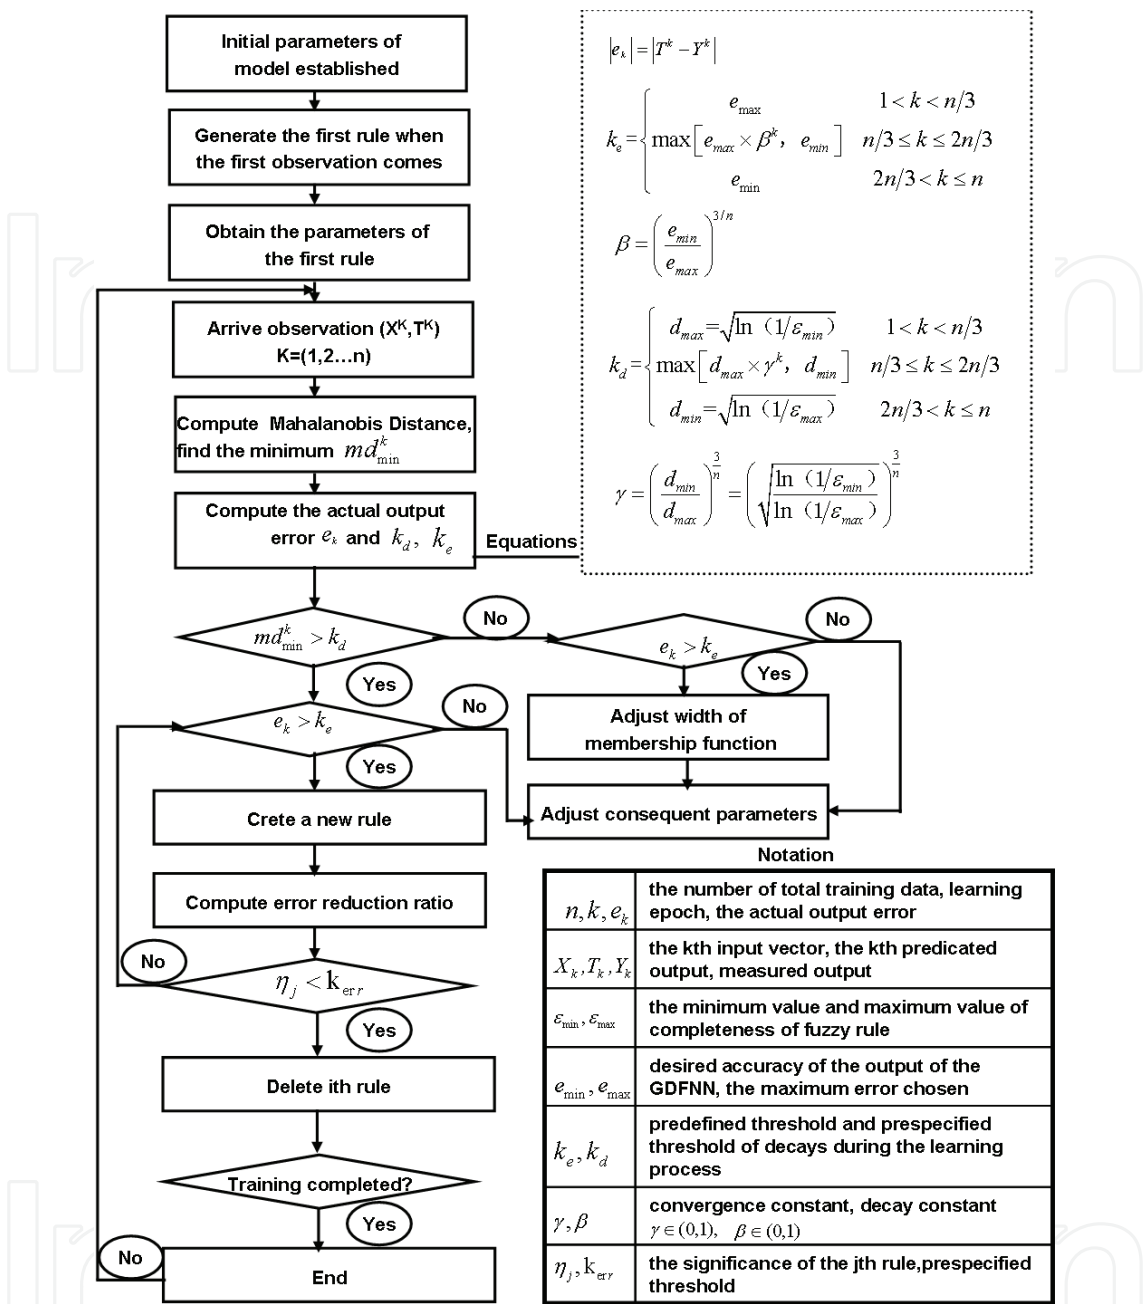 Initial parameters of
model established
Generate the first rule when
the first observation comes
Obtain the parameters of
the first rule
Arrive observation (X^K,T^K)
K=(1,2...n)
Compute Mahalanobis Distance,
find the minimum md_min^k
Compute the actual output
error e_k and k_d, k_e
Equations
|e_k|=|T^k−Y^k|
k_e={ e_max 1<k<n/3
max[e_max×β^k, e_min] n/3≤k≤2n/3
e_min 2n/3<k≤n
β=(e_min/e_max)^3/n
k_d={ d_max=√ln (1/ε_min) 1<k<n/3
max[d_max×γ^k, d_min] n/3≤k≤2n/3
d_min=√ln (1/ε_max) 2n/3<k≤n
γ=(d_min/d_max)^3/n=(√ln (1/ε_min)/ln (1/ε_max))^3/n
md_min^k>k_d
No
e_k>k_e
No
Yes
Yes
e_k>k_e
No
Yes
Adjust width of
membership function
Crete a new rule
Adjust consequent parameters
Compute error reduction ratio
No
η_j<k_err
Yes
Delete ith rule
Training completed?
Yes
No
End
Notation
n,k,e_k the number of total training data, learning
epoch, the actual output error
X_k,T_k,Y_k the kth input vector, the kth predicated
output, measured output
ε_min,ε_max the minimum value and maximum value of
completeness of fuzzy rule
e_min,e_max desired accuracy of the output of the
GDFNN, the maximum error chosen
k_e,k_d predefined threshold and prespecified
threshold of decays during the learning
process
γ,β convergence constant, decay constant
γ∈(0,1), β∈(0,1)
η_j,k_err the significance of the jth rule,prespecified
threshold